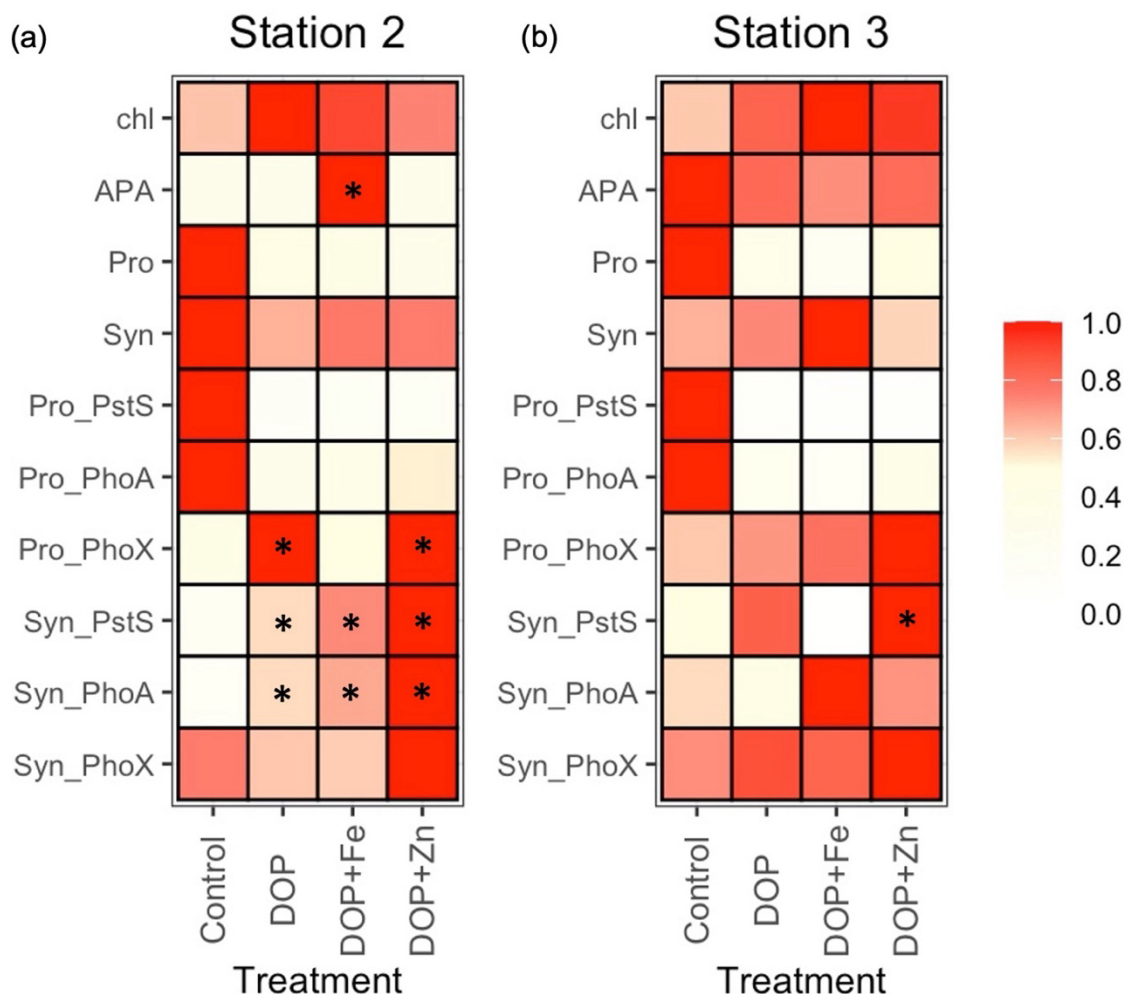 (a) Station 2
chl
APA *
Pro
Syn
Pro_PstS
Pro_PhoA
Pro_PhoX * *
Syn_PstS * * *
Syn_PhoA * * *
Syn_PhoX
Control DOP DOP+Fe DOP+Zn
Treatment
(b) Station 3
chl
APA
Pro
Syn
Pro_PstS
Pro_PhoA
Pro_PhoX
Syn_PstS *
Syn_PhoA
Syn_PhoX
Control DOP DOP+Fe DOP+Zn
Treatment
1.0
0.8
0.6
0.4
0.2
0.0